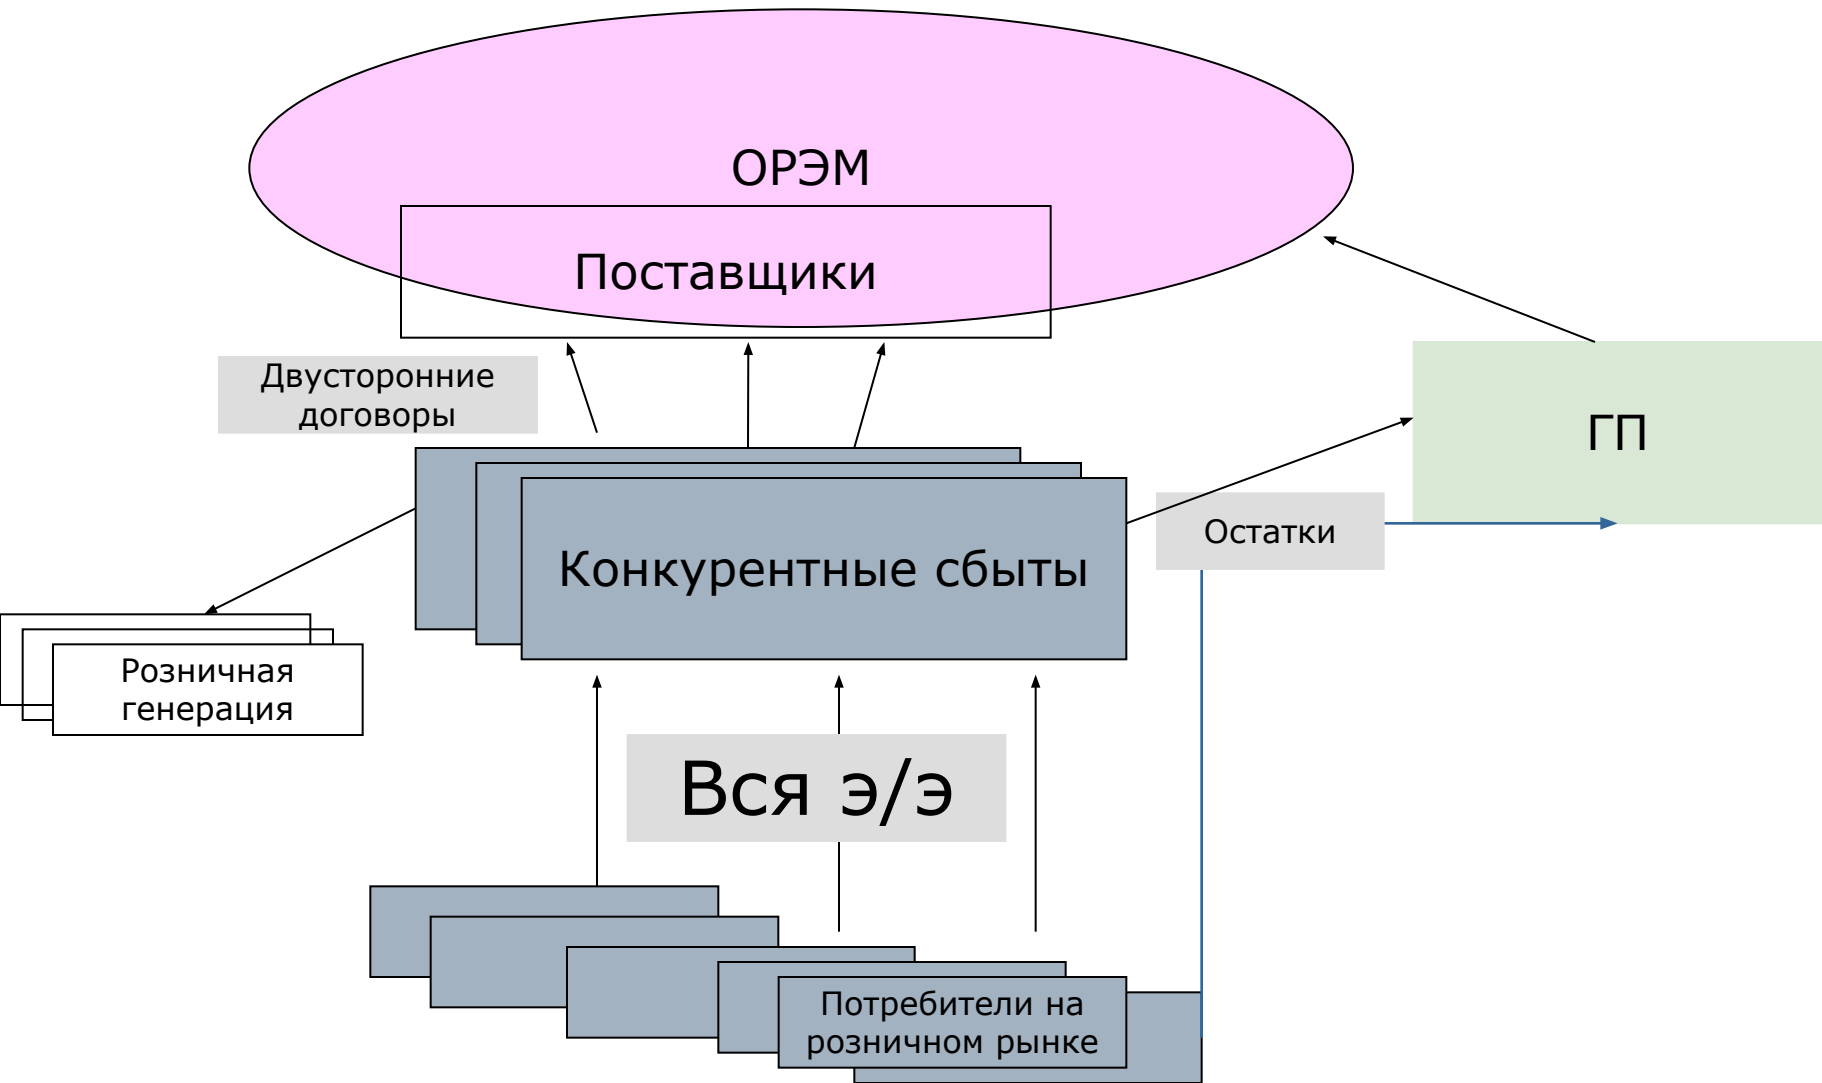 ОРЭМ
Поставщики
Двусторонние
договоры
ГП
Остатки
Конкурентные сбыты
Розничная
генерация
Вся э/э
Потребители на
розничном рынке